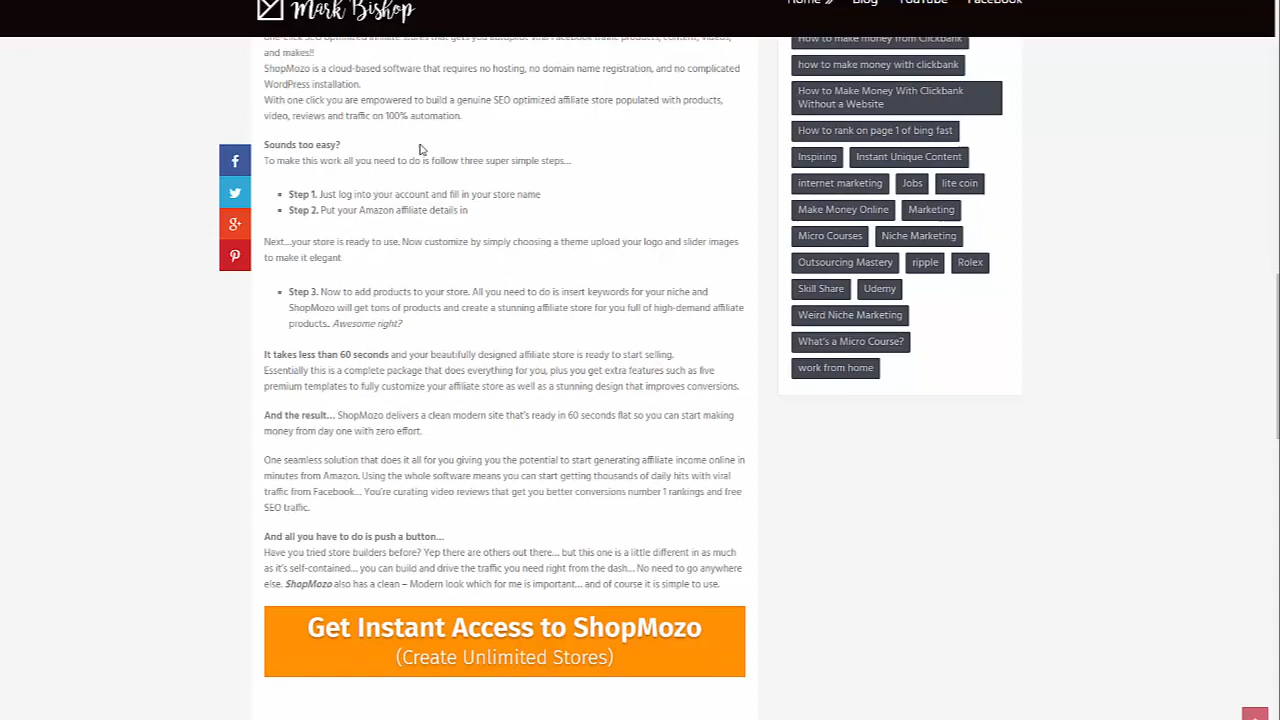 Mark Bishop
Home »
Blog
YouTube
FaceBook
One-click SEO optimized affiliate stores that gets you autopilot viral Facebook traffic products, content, videos,
and makes!!
ShopMozo is a cloud-based software that requires no hosting, no domain name registration, and no complicated
WordPress installation.
With one click you are empowered to build a genuine SEO optimized affiliate store populated with products,
video, reviews and traffic on 100% automation.
Sounds too easy?
To make this work all you need to do is follow three super simple steps...
Step 1. Just log into your account and fill in your store name
Step 2. Put your Amazon affiliate details in
Next...your store is ready to use. Now customize by simply choosing a theme upload your logo and slider images
to make it elegant
Step 3. Now to add products to your store. All you need to do is insert keywords for your niche and
ShopMozo will get tons of products and create a stunning affiliate store for you full of high-demand affiliate
products.. Awesome right?
It takes less than 60 seconds and your beautifully designed affiliate store is ready to start selling.
Essentially this is a complete package that does everything for you, plus you get extra features such as five
premium templates to fully customize your affiliate store as well as a stunning design that improves conversions.
And the result... ShopMozo delivers a clean modern site that's ready in 60 seconds flat so you can start making
money from day one with zero effort.
One seamless solution that does it all for you giving you the potential to start generating affiliate income online in
minutes from Amazon. Using the whole software means you can start getting thousands of daily hits with viral
traffic from Facebook... You're curating video reviews that get you better conversions number 1 rankings and free
SEO traffic.
And all you have to do is push a button...
Have you tried store builders before? Yep there are others out there... but this one is a little different in as much
as it's self-contained... you can build and drive the traffic you need right from the dash... No need to go anywhere
else. ShopMozo also has a clean – Modern look which for me is important... and of course it is simple to use.
Get Instant Access to ShopMozo
(Create Unlimited Stores)
How to make money from Clickbank
how to make money with clickbank
How to Make Money With Clickbank
Without a Website
How to rank on page 1 of bing fast
Inspiring
Instant Unique Content
internet marketing
Jobs
lite coin
Make Money Online
Marketing
Micro Courses
Niche Marketing
Outsourcing Mastery
ripple
Rolex
Skill Share
Udemy
Weird Niche Marketing
What's a Micro Course?
work from home